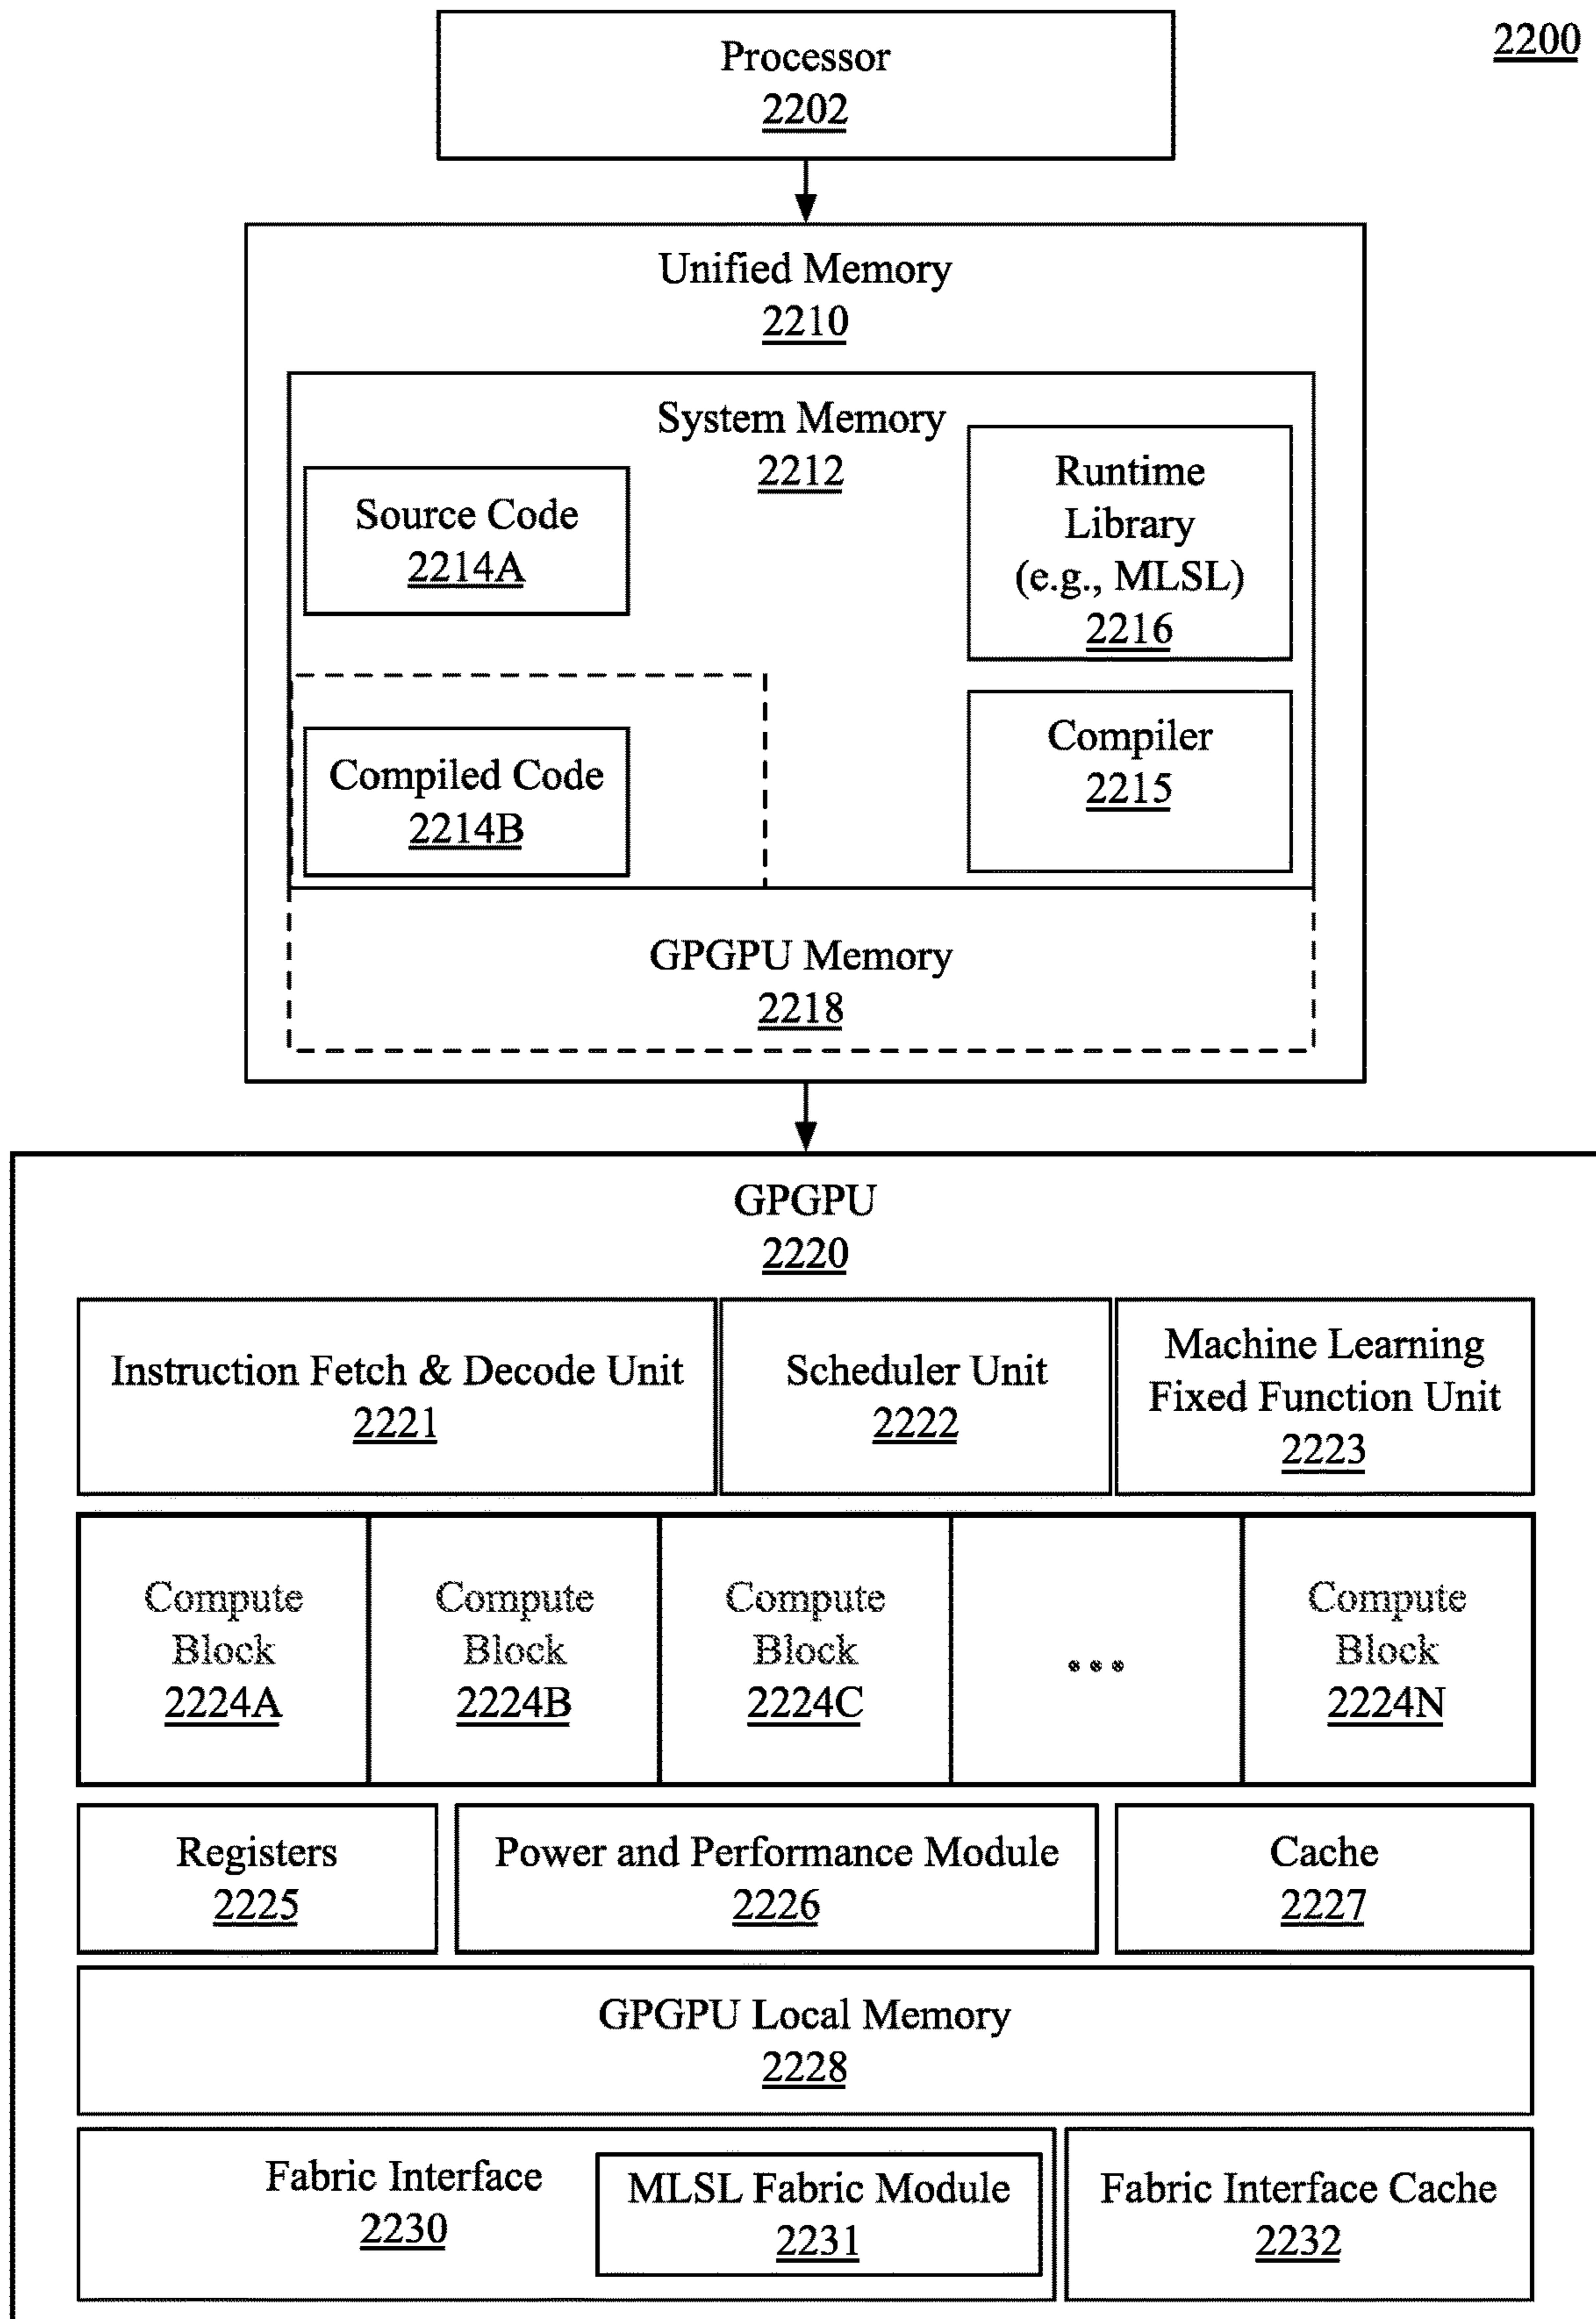 2200
Processor
2202
Unified Memory
2210
System Memory
2212
Source Code
2214A
Runtime
Library
(e.g., MLSL)
2216
Compiled Code
2214B
Compiler
2215
GPGPU Memory
2218
GPGPU
2220
Instruction Fetch & Decode Unit
2221
Scheduler Unit
2222
Machine Learning
Fixed Function Unit
2223
Compute
Block
2224A
Compute
Block
2224B
Compute
Block
2224C
...
Compute
Block
2224N
Registers
2225
Power and Performance Module
2226
Cache
2227
GPGPU Local Memory
2228
Fabric Interface
2230
MLSL Fabric Module
2231
Fabric Interface Cache
2232